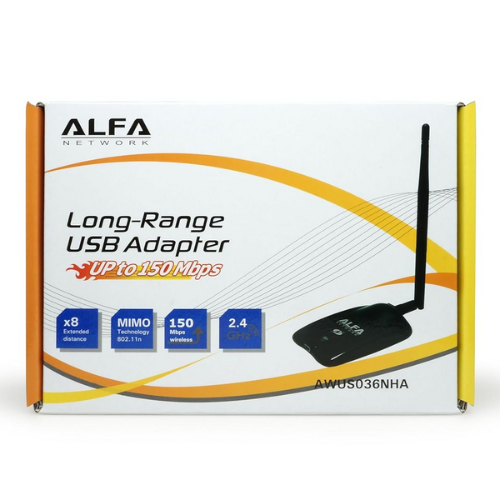 ALFA
NETWORK
Long-Range
USB Adapter
UP to 150 Mbps
x8
Extended
distance
MIMO
Technology
802.11n
150
Mbps
wireless
2.4
GHz
ALFA
AWUS036NHA